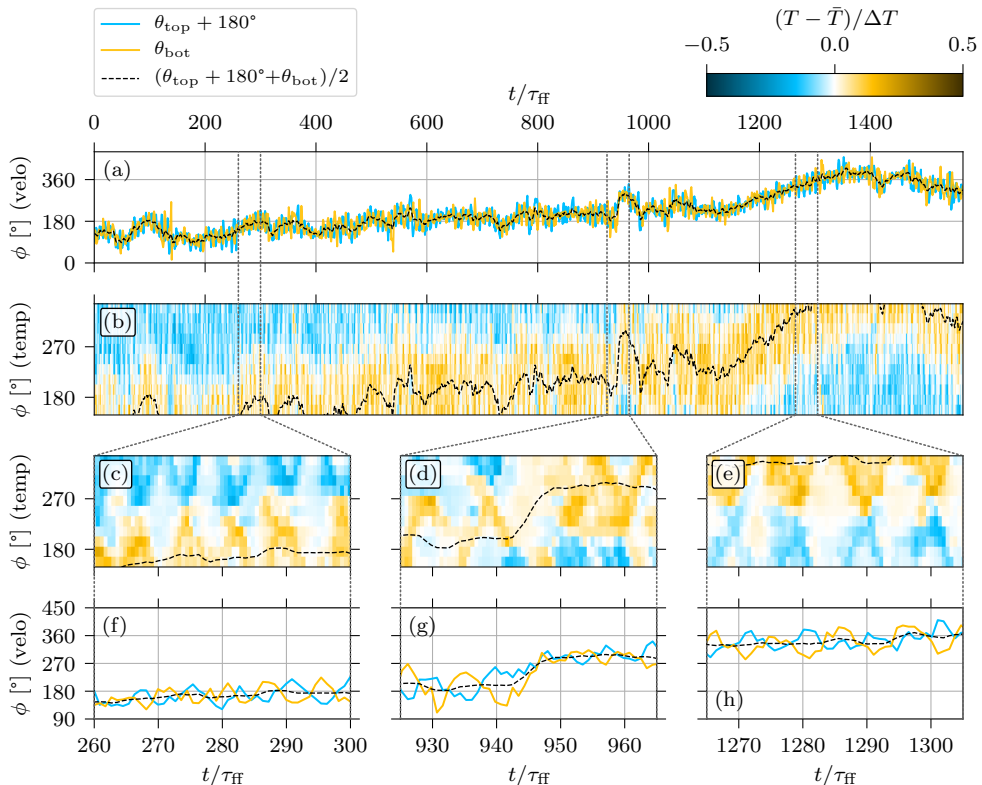 θtop + 180°
θbot
(θtop + 180°+θbot)/2
(T − T̄)/ΔT
−0.5 0.0 0.5
t/τff
0 200 400 600 800 1000 1200 1400
(a)
ϕ [°] (velo)
360
180
0
(b)
ϕ [°] (temp)
270
180
(c) (d) (e)
ϕ [°] (temp)
270
180
(f) (g) (h)
ϕ [°] (velo)
450
360
270
180
90
260 270 280 290 300 930 940 950 960 1270 1280 1290 1300
t/τff t/τff t/τff